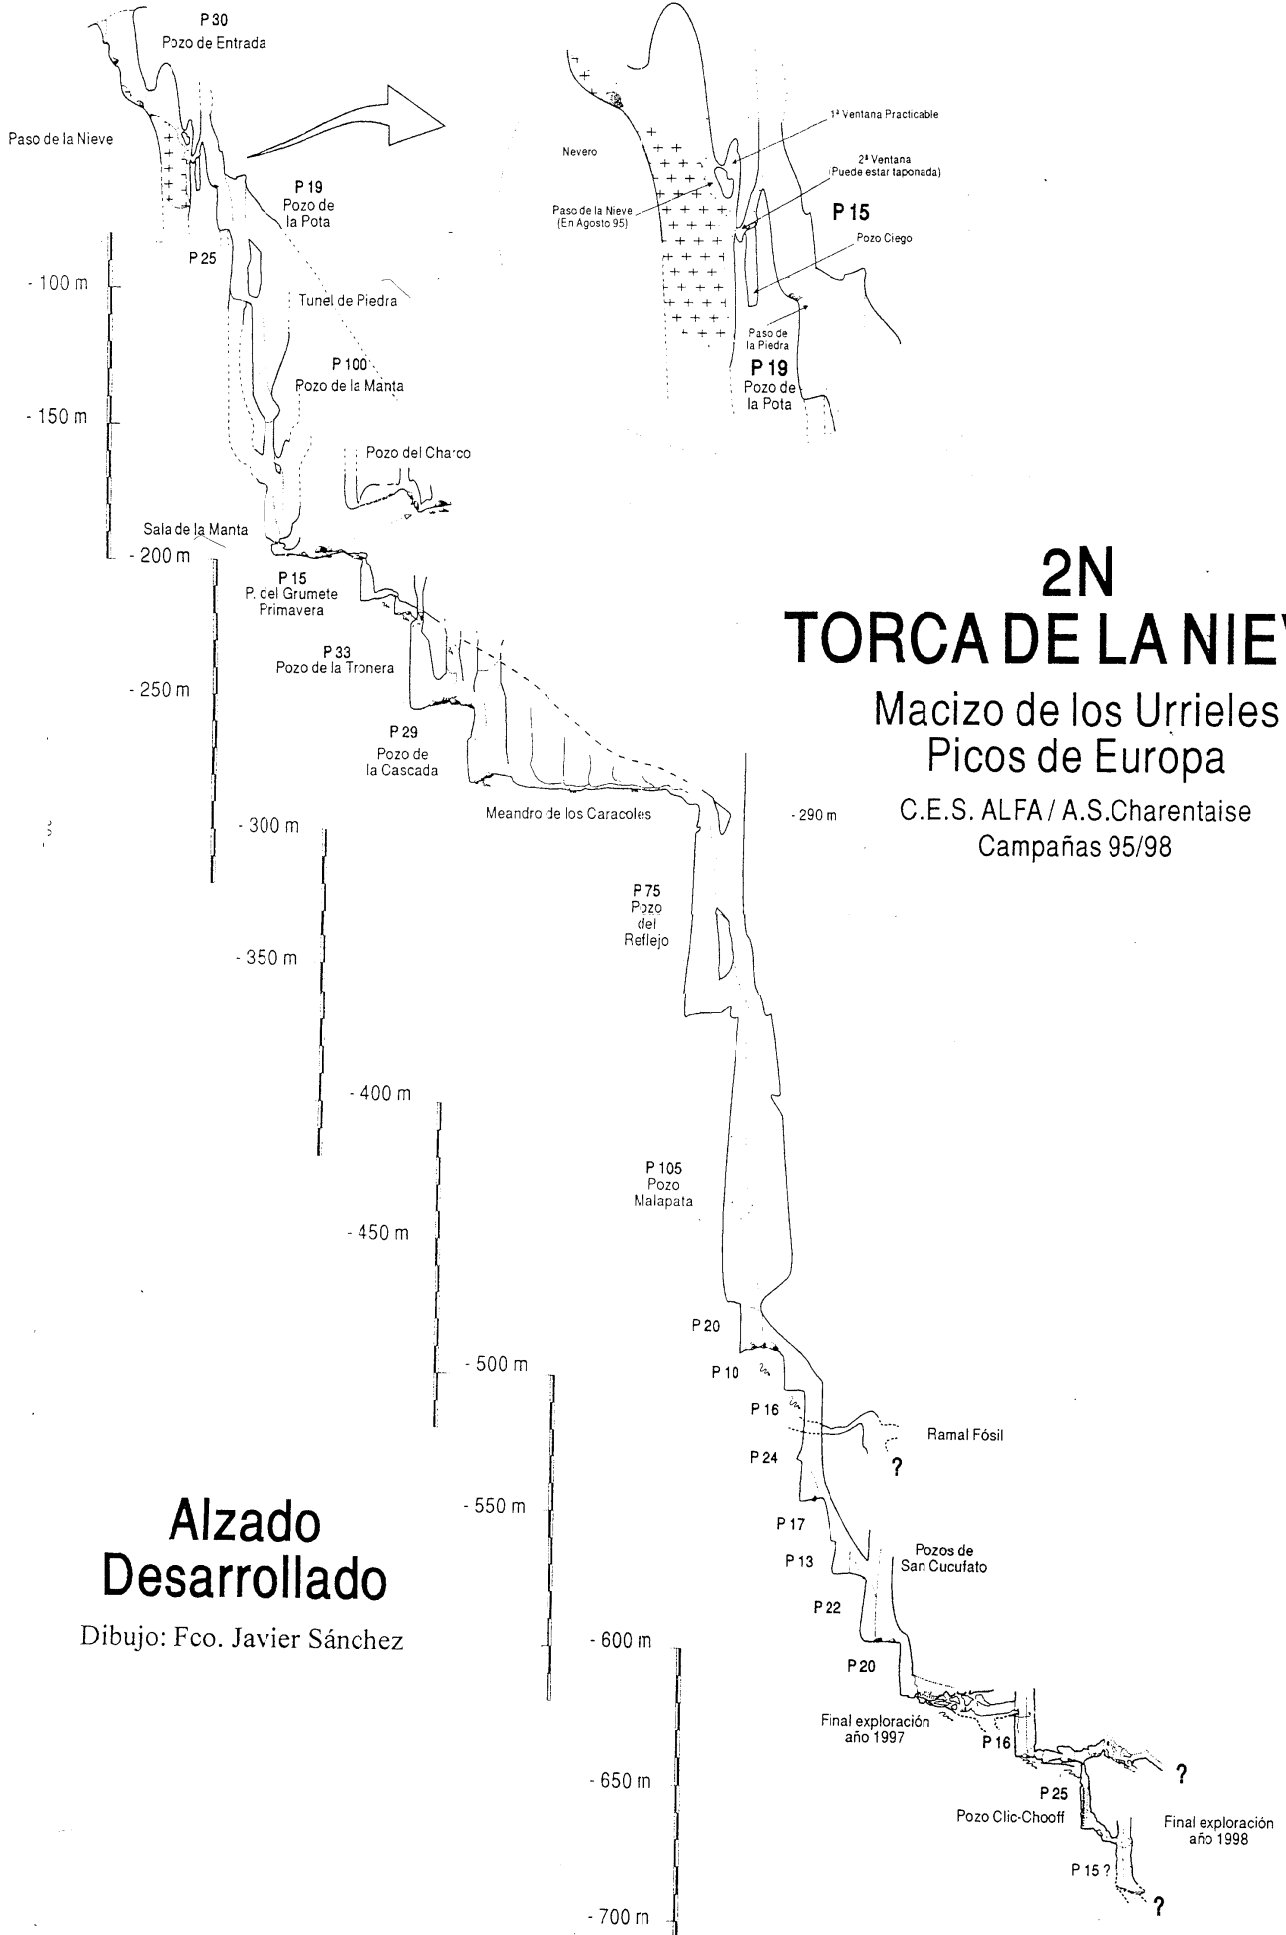 P 30
Pozo de Entrada
Paso de la Nieve
P 19
Pozo de
la Pota
P 25
- 100 m
Tunel de Piedra
P 100
Pozo de la Manta
- 150 m
Pozo del Charco
Sala de la Manta
- 200 m
P 15
P. del Grumete
Primavera
P 33
Pozo de la Tronera
- 250 m
P 29
Pozo de
la Cascada
Meandro de los Caracoles
- 300 m
Nevero
1ª Ventana Practicable
2ª Ventana
(Puede estar taponada)
Paso de la Nieve
(En Agosto 95)
P 15
Pozo Ciego
Paso de
la Piedra
P 19
Pozo de
la Pota
2N
TORCA DE LA NIEV
Macizo de los Urrieles
Picos de Europa
C.E.S. ALFA / A.S.Charentaise
Campañas 95/98
- 290 m
P 75
Pozo
del
Reflejo
- 350 m
- 400 m
P 105
Pozo
Malapata
- 450 m
P 20
- 500 m
P 10
P 16
Ramal Fósil
?
P 24
- 550 m
P 17
P 13
Pozos de
San Cucufato
P 22
- 600 m
P 20
Final exploración
año 1997
P 16
?
- 650 m
P 25
Pozo Clic-Chooff
Final exploración
año 1998
P 15 ?
?
- 700 m
Alzado
Desarrollado
Dibujo: Fco. Javier Sánchez